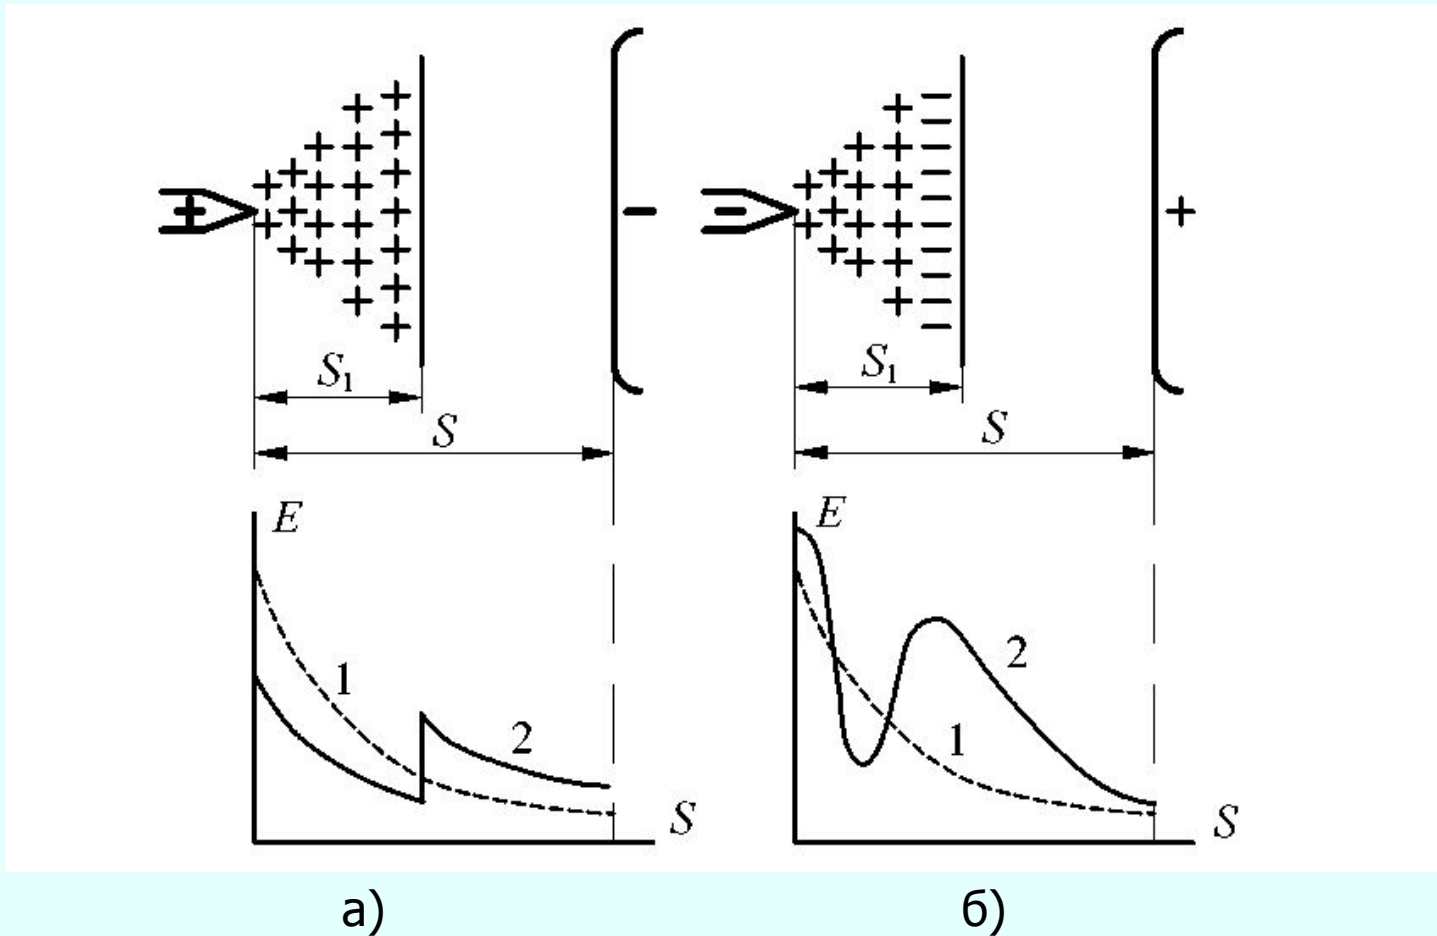 + + + + + + + + + + + + + + + + + + + + + + + + + −
− + + + + + + + + + + + + + + + + + − − − − − − − − − − +
S₁
S
S₁
S
E
1
2
S
E
1
2
S
а)
б)